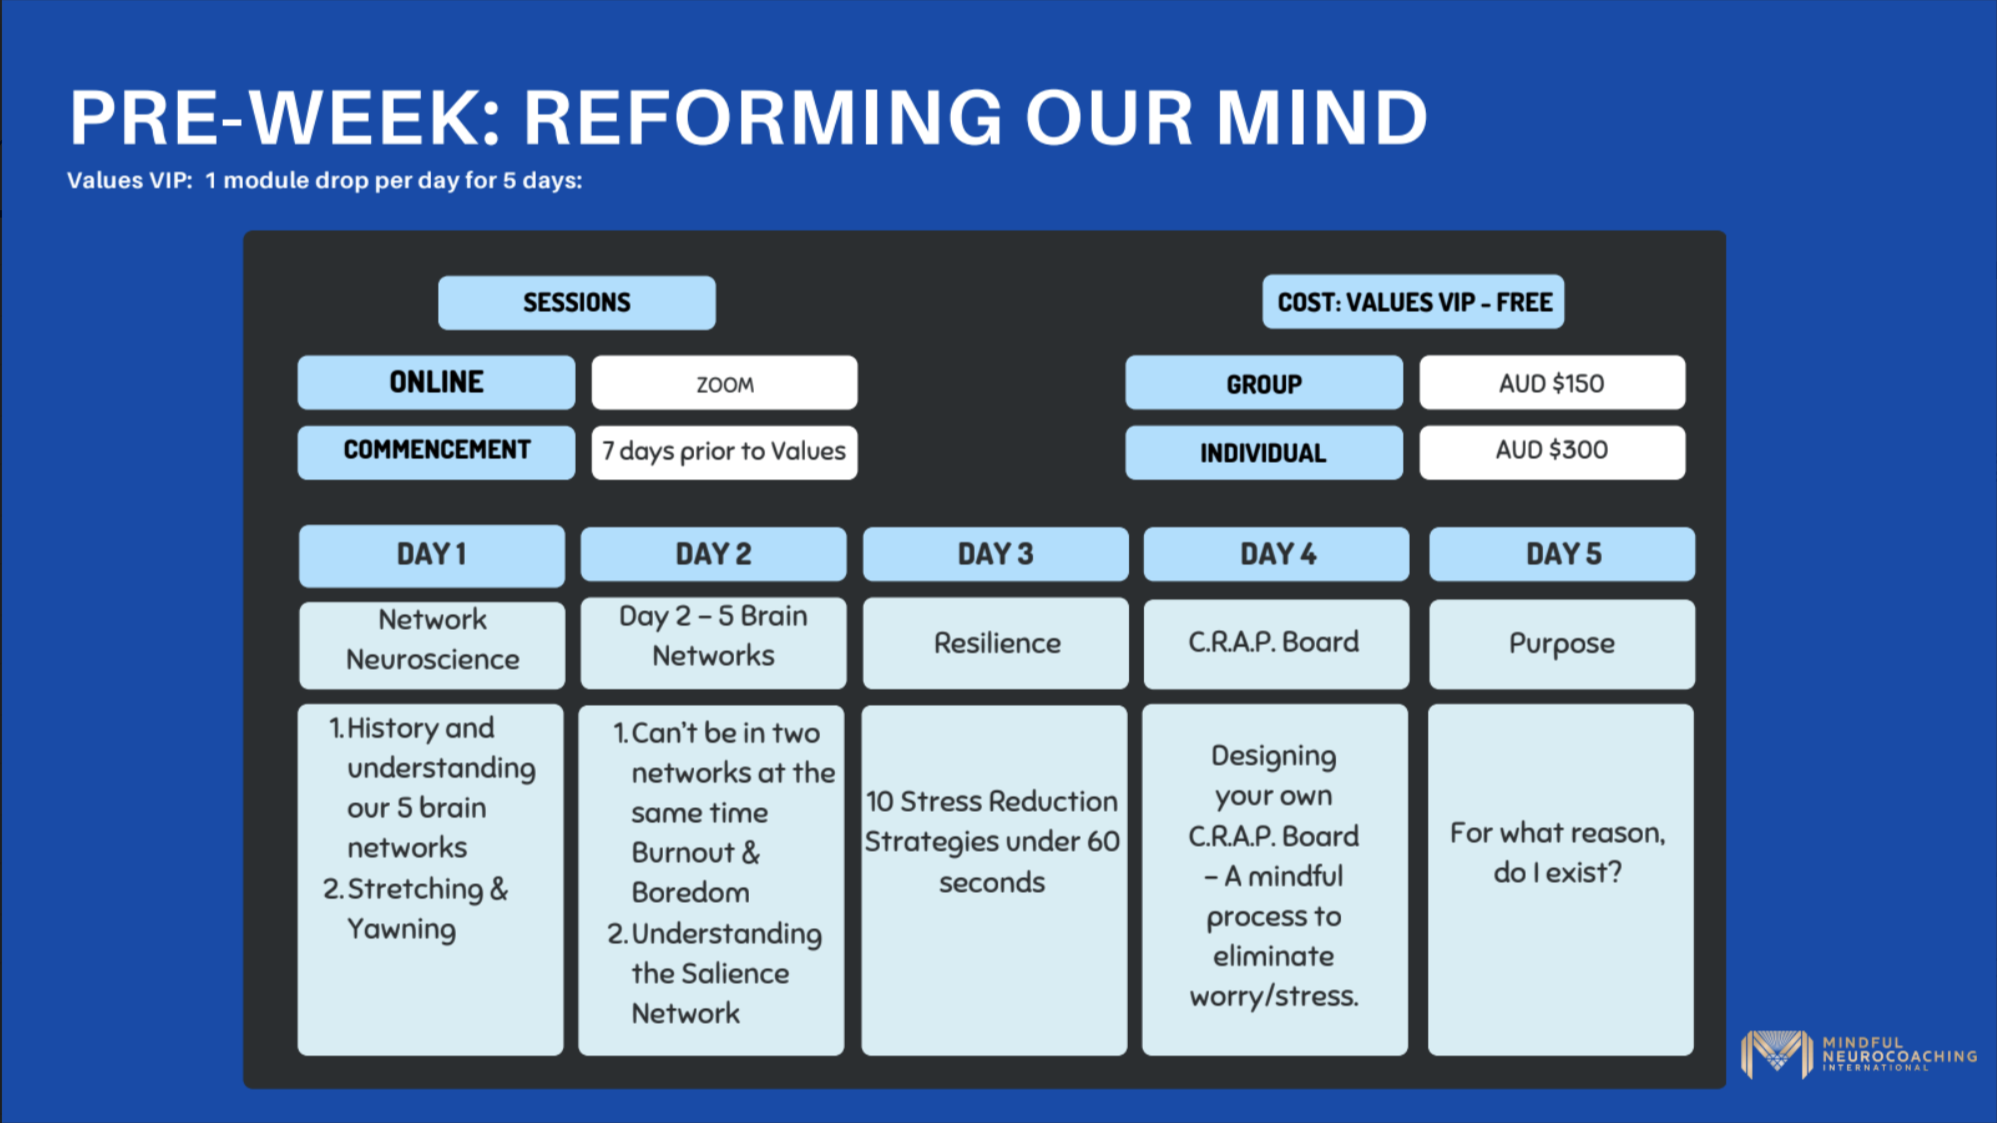 PRE-WEEK: REFORMING OUR MIND
Values VIP:  1 module drop per day for 5 days:
SESSIONS
COST: VALUES VIP - FREE
ONLINE
ZOOM
GROUP
AUD $150
COMMENCEMENT
7 days prior to Values
INDIVIDUAL
AUD $300
DAY 1
DAY 2
DAY 3
DAY 4
DAY 5
Network
Neuroscience
Day 2 – 5 Brain
Networks
Resilience
C.R.A.P. Board
Purpose
1. History and
understanding
our 5 brain
networks
2. Stretching &
Yawning
1. Can't be in two
networks at the
same time
Burnout &
Boredom
2. Understanding
the Salience
Network
10 Stress Reduction
Strategies under 60
seconds
Designing
your own
C.R.A.P. Board
– A mindful
process to
eliminate
worry/stress.
For what reason,
do I exist?
MINDFUL
NEUROCOACHING
INTERNATIONAL